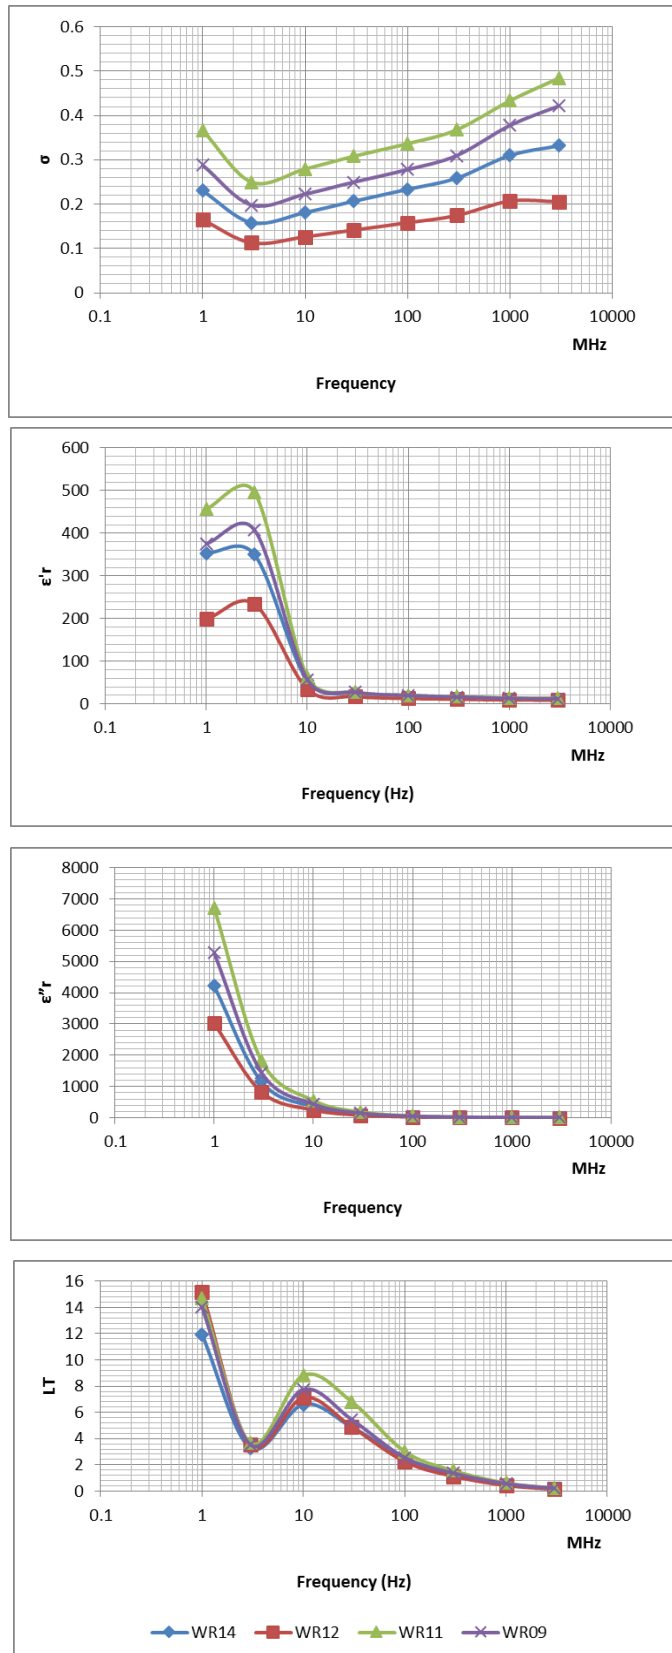 0.6
0.5
0.4
0.3
0.2
0.1
0
σ
0.1 1 10 100 1000 10000
MHz
Frequency
600
500
400
300
200
100
0
ε'r
0.1 1 10 100 1000 10000
MHz
Frequency (Hz)
8000
7000
6000
5000
4000
3000
2000
1000
0
ε"r
0.1 1 10 100 1000 10000
MHz
Frequency
16
14
12
10
8
6
4
2
0
LT
0.1 1 10 100 1000 10000
MHz
Frequency (Hz)
WR14 WR12 WR11 WR09